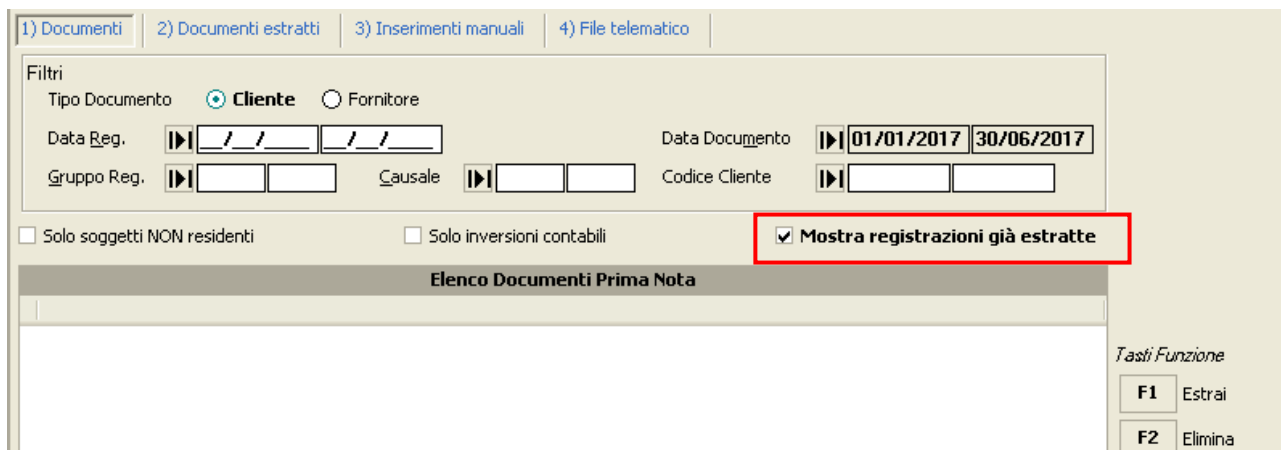 1) Documenti 2) Documenti estratti 3) Inserimenti manuali 4) File telematico
Filtri
Tipo Documento Cliente Fornitore
Data Reg. __/__/____ __/__/____ Data Documento 01/01/2017 30/06/2017
Gruppo Reg. Causale Codice Cliente
Solo soggetti NON residenti Solo inversioni contabili Mostra registrazioni già estratte
Elenco Documenti Prima Nota
Tasti Funzione
F1 Estrai
F2 Elimina